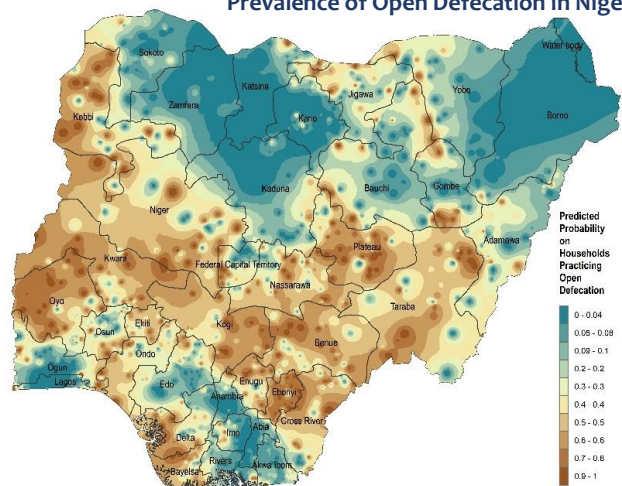 Prevalence of Open Defecation in Nige
Water body
Sokoto
Katsina
Yobe
Jigawa
Zamfara
Kano
Borno
Kebbi
Kaduna
Bauchi
Gombe
Niger
Adamawa
Plateau
Kwara
Federal Capital Territory
Nassarawa
Taraba
Oyo
Osun
Ekiti
Kogi
Benue
Ondo
Ogun
Lagos
Edo
Enugu
Ebonyi
Anambra
Cross River
Delta
Imo
Abia
Bayelsa
Rivers
Akwa Ibom
Predicted
Probability
on
Households
Practicing
Open
Defecation
0 - 0.04
0.05 - 0.08
0.09 - 0.1
0.2 - 0.2
0.3 - 0.3
0.4 - 0.4
0.5 - 0.5
0.6 - 0.6
0.7 - 0.8
0.9 - 1